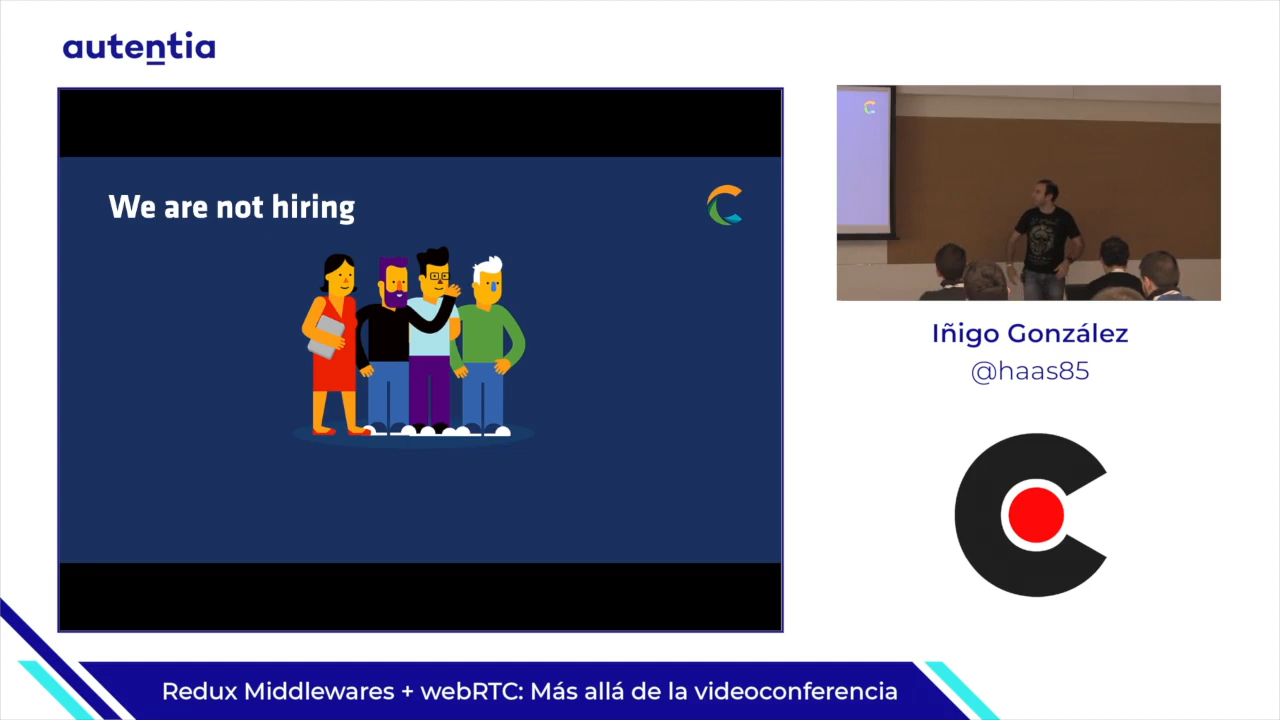 autentia
We are not hiring
Iñigo González
@haas85
Redux Middlewares + webRTC: Más allá de la videoconferencia